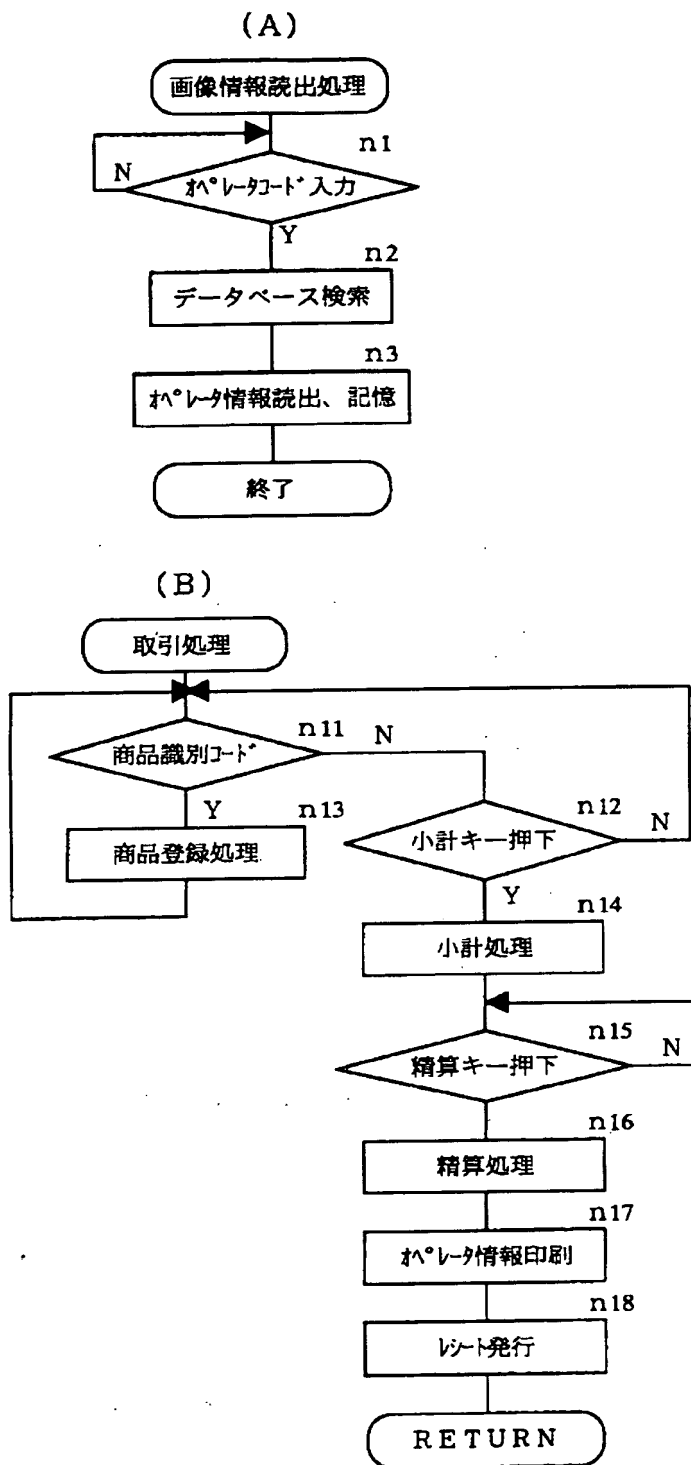 (A)
画像情報読出処理
n1
N
ｵﾍﾟﾚｰﾀｺｰﾄﾞ入力
Y
n2
データベース検索
n3
ｵﾍﾟﾚｰﾀ情報読出、記憶
終了
(B)
取引処理
n11
商品識別ｺｰﾄﾞ
N
Y
n13
商品登録処理
n12
小計キー押下
N
Y
n14
小計処理
n15
精算キー押下
N
n16
精算処理
n17
ｵﾍﾟﾚｰﾀ情報印刷
n18
ﾚｼｰﾄ発行
RETURN